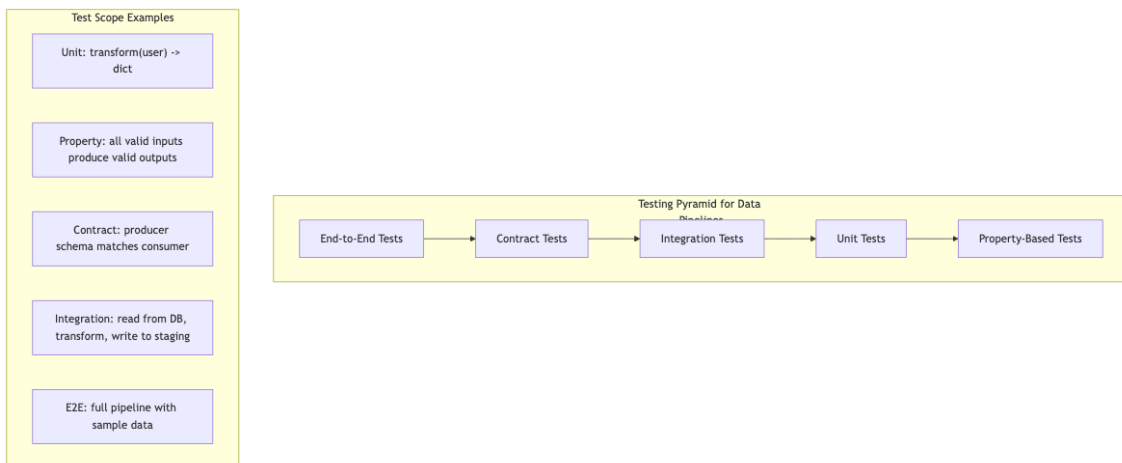 Test Scope Examples
Unit: transform(user) ->
dict
Property: all valid inputs
produce valid outputs
Contract: producer
schema matches consumer
Integration: read from DB,
transform, write to staging
E2E: full pipeline with
sample data
Testing Pyramid for Data
Pipelines
End-to-End Tests
Contract Tests
Integration Tests
Unit Tests
Property-Based Tests